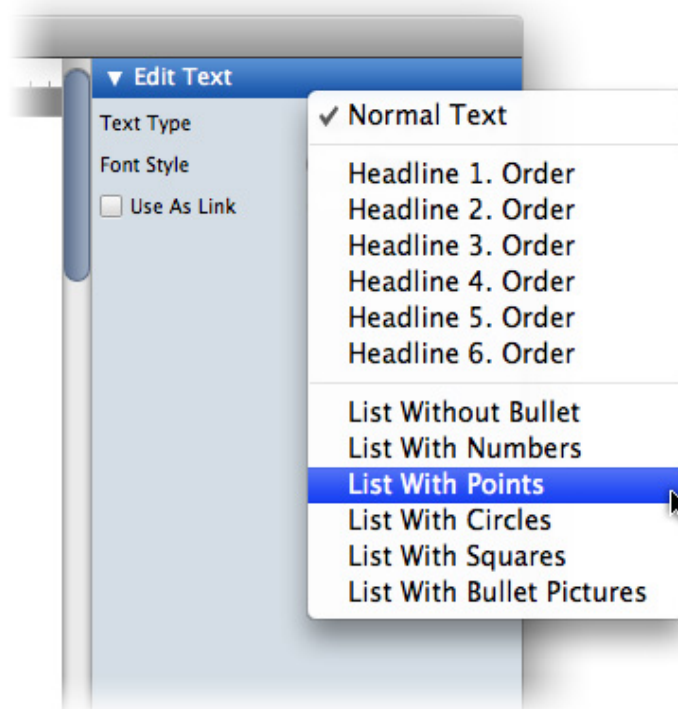 Edit Text
Text Type
Font Style
Use As Link
Normal Text
Headline 1. Order
Headline 2. Order
Headline 3. Order
Headline 4. Order
Headline 5. Order
Headline 6. Order
List Without Bullet
List With Numbers
List With Points
List With Circles
List With Squares
List With Bullet Pictures